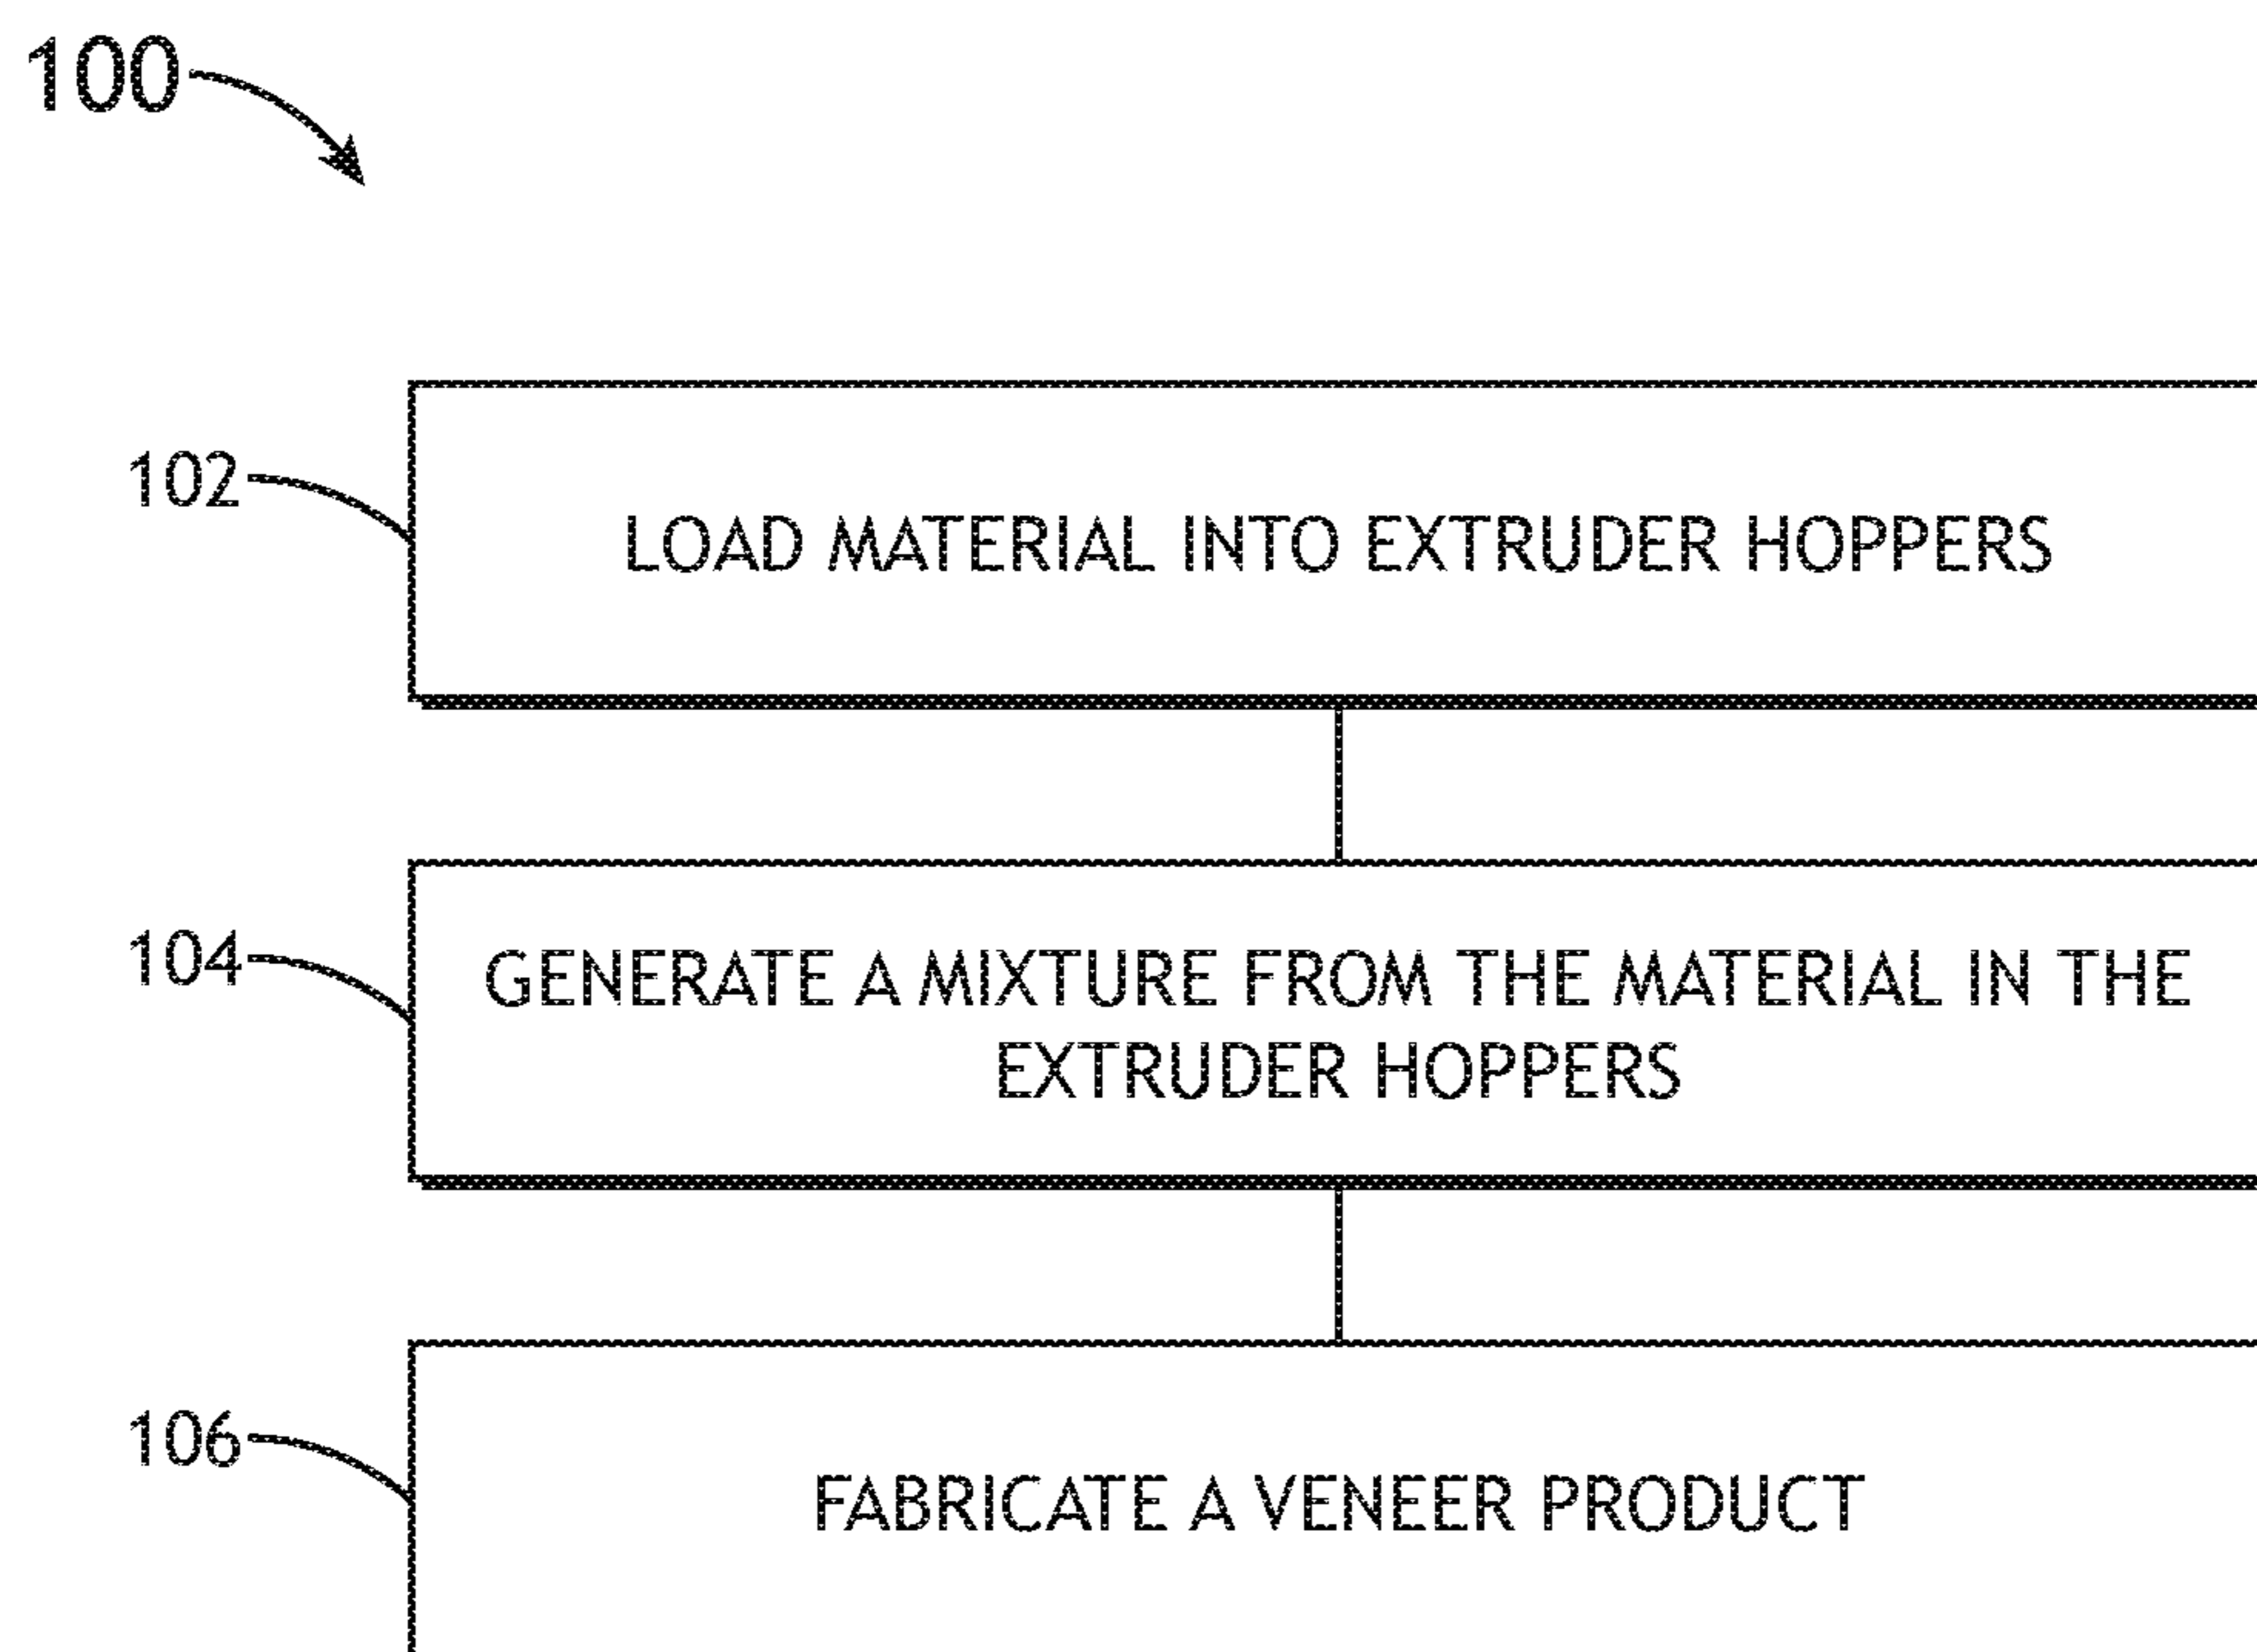 100
102
LOAD MATERIAL INTO EXTRUDER HOPPERS
104
GENERATE A MIXTURE FROM THE MATERIAL IN THE
EXTRUDER HOPPERS
106
FABRICATE A VENEER PRODUCT